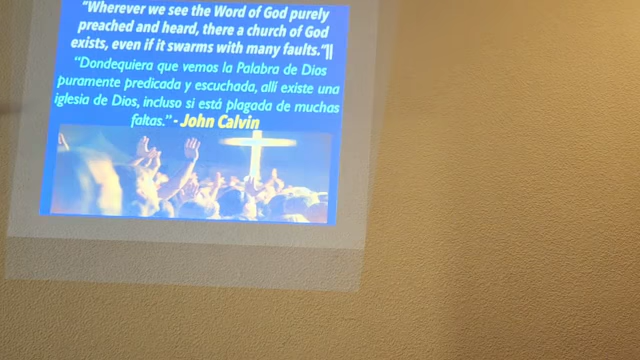 "Wherever we see the Word of God purely
preached and heard, there a church of God
exists, even if it swarms with many faults."||
"Dondequiera que vemos la Palabra de Dios
puramente predicada y escuchada, allí existe una
iglesia de Dios, incluso si está plagada de muchas
faltas." - John Calvin